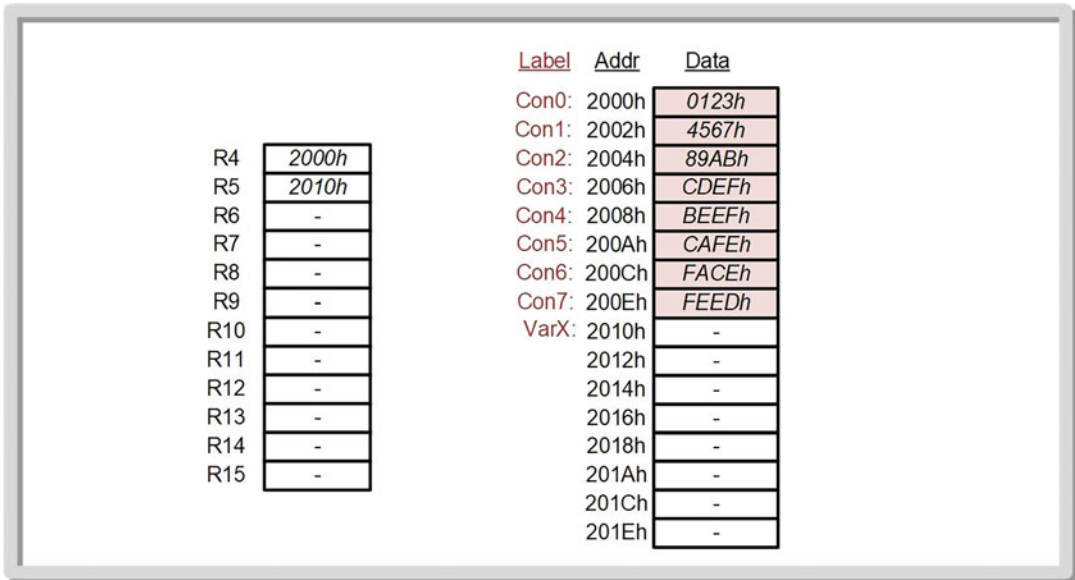 Label Addr Data
Con0: 2000h 0123h
Con1: 2002h 4567h
R4 2000h Con2: 2004h 89ABh
R5 2010h Con3: 2006h CDEFh
R6 - Con4: 2008h BEEFh
R7 - Con5: 200Ah CAFEh
R8 - Con6: 200Ch FACEh
R9 - Con7: 200Eh FEEDh
R10 - VarX: 2010h -
R11 - 2012h -
R12 - 2014h -
R13 - 2016h -
R14 - 2018h -
R15 - 201Ah -
201Ch -
201Eh -